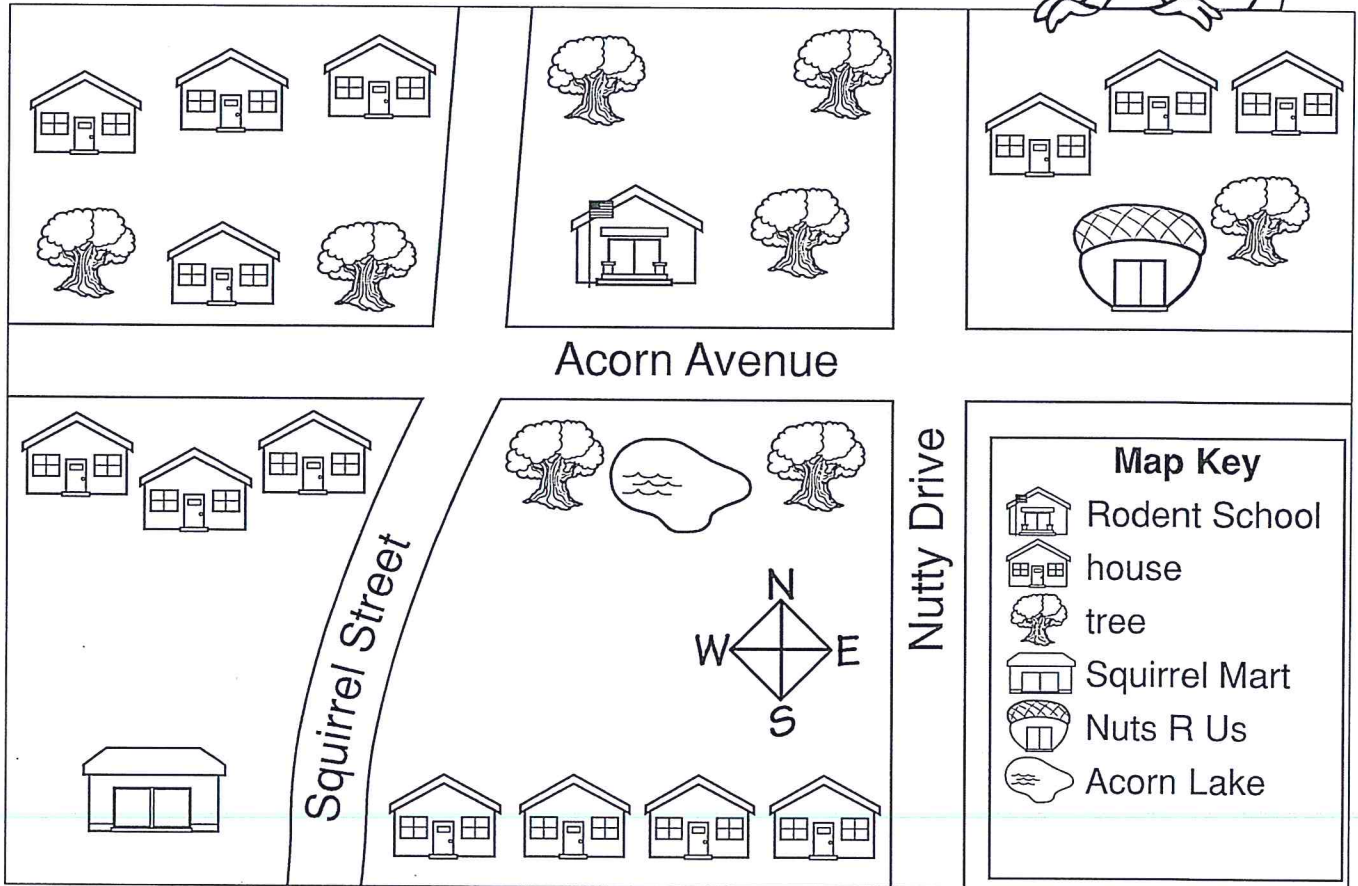 Acorn Avenue
Squirrel Street
Nutty Drive
N
W E
S
Map Key
Rodent School
house
tree
Squirrel Mart
Nuts R Us
Acorn Lake